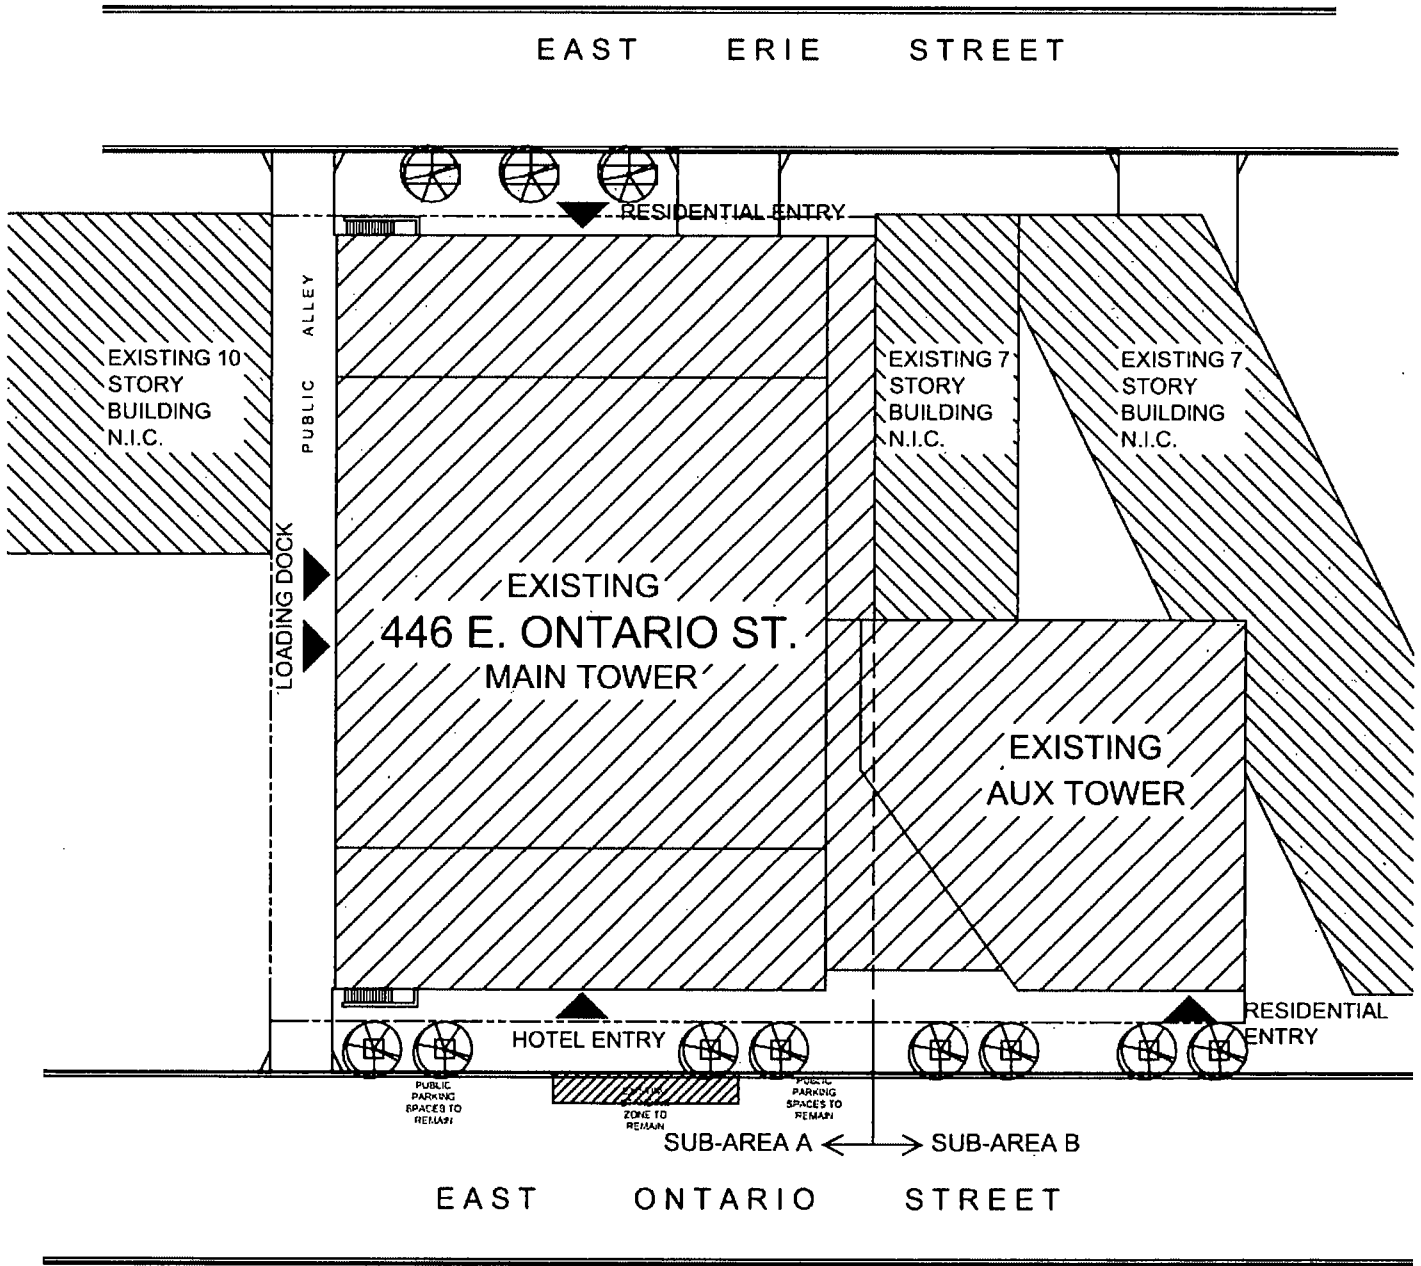 EAST ERIE STREET
RESIDENTIAL ENTRY
PUBLIC ALLEY
EXISTING 10
STORY
BUILDING
N.I.C.
EXISTING 7
STORY
BUILDING
N.I.C.
EXISTING 7
STORY
BUILDING
N.I.C.
LOADING DOCK
EXISTING
446 E. ONTARIO ST.
MAIN TOWER
EXISTING
AUX TOWER
HOTEL ENTRY
RESIDENTIAL
ENTRY
PUBLIC
PARKING
SPACES TO
REMAIN
ZONE TO
REMAIN
PUBLIC
PARKING
SPACES TO
REMAIN
SUB-AREA A
SUB-AREA B
EAST ONTARIO STREET